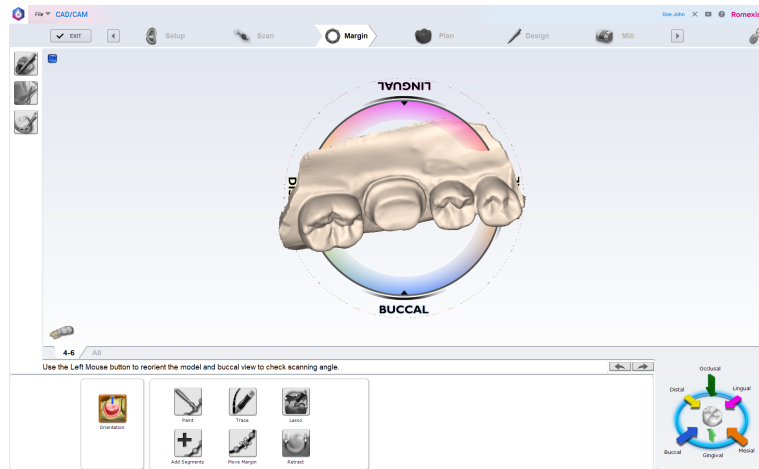 File CAD/CAM
Doe John
Romexis
EXIT
Setup
Scan
Margin
Plan
Design
Mill
LINGUAL
BUCCAL
4-6 All
Use the Left Mouse button to reorient the model and buccal view to check scanning angle.
Orientation
Paint Trace Lasso
Add Segments Move Margin Retract
Occlusal
Distal Lingual
Buccal Mesial
Gingival